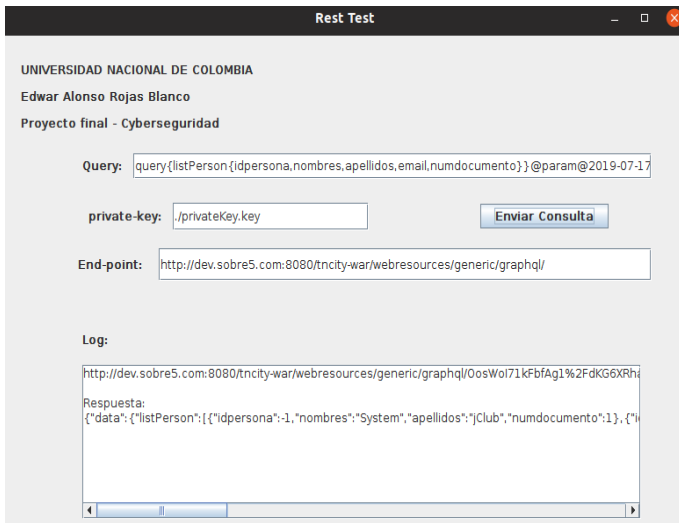 Rest Test
UNIVERSIDAD NACIONAL DE COLOMBIA
Edwar Alonso Rojas Blanco
Proyecto final - Cyberseguridad
Query: query{listPerson{idpersona,nombres,apellidos,email,numdocumento}}@param@2019-07-17
private-key: ./privateKey.key Enviar Consulta
End-point: http://dev.sobre5.com:8080/tncity-war/webresources/generic/graphql/
Log:
http://dev.sobre5.com:8080/tncity-war/webresources/generic/graphql/OosWoI71kFbfAg1%2FdKG6XRha
Respuesta:
{"data":{"listPerson":[{"idpersona":-1,"nombres":"System","apellidos":"jClub","numdocumento":1},{"i